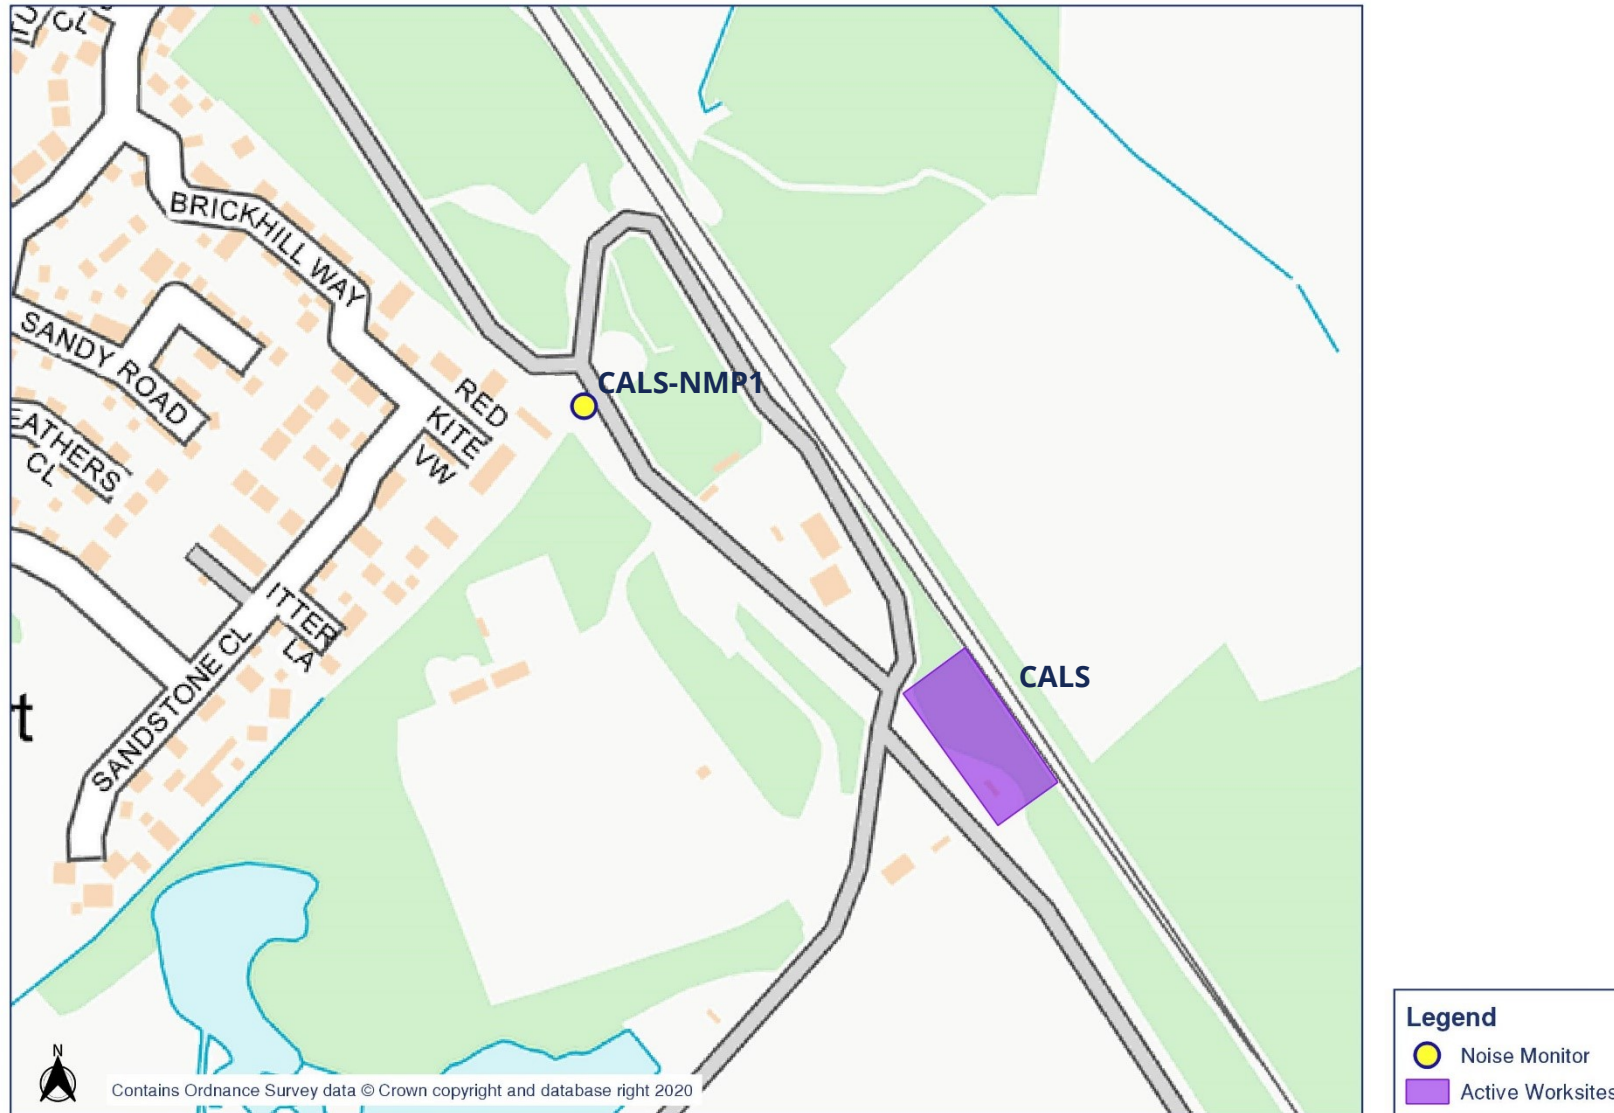 CL
BRICKHILL WAY
SANDY ROAD
RED
KITE
VW
CALS-NMP1
EATHERS
CL
ITTER
LA
SANDSTONE CL
CALS
t
N
Contains Ordnance Survey data © Crown copyright and database right 2020
Legend
Noise Monitor
Active Worksites